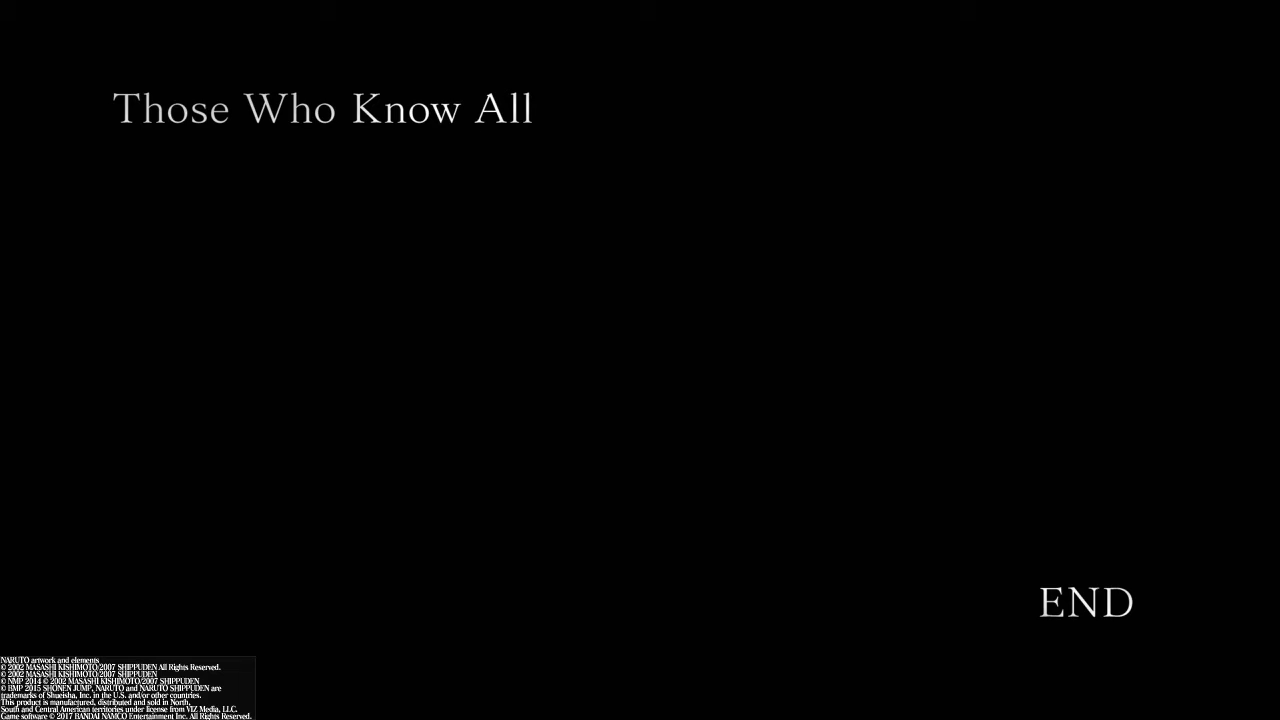 Those Who Know All
END
NARUTO artwork and elements
© 2002 MASASHI KISHIMOTO/2007 SHIPPUDEN All Rights Reserved.
© 2002 MASASHI KISHIMOTO/2007 SHIPPUDEN
© NMP 2014 © 2002 MASASHI KISHIMOTO/2007 SHIPPUDEN
© BMP 2015 SHONEN JUMP, NARUTO and NARUTO SHIPPUDEN are
trademarks of Shueisha, Inc. in the U.S. and/or other countries.
This product is manufactured, distributed and sold in North,
South and Central American territories under license from VIZ Media, LLC.
Game software © 2017 BANDAI NAMCO Entertainment Inc. All Rights Reserved.